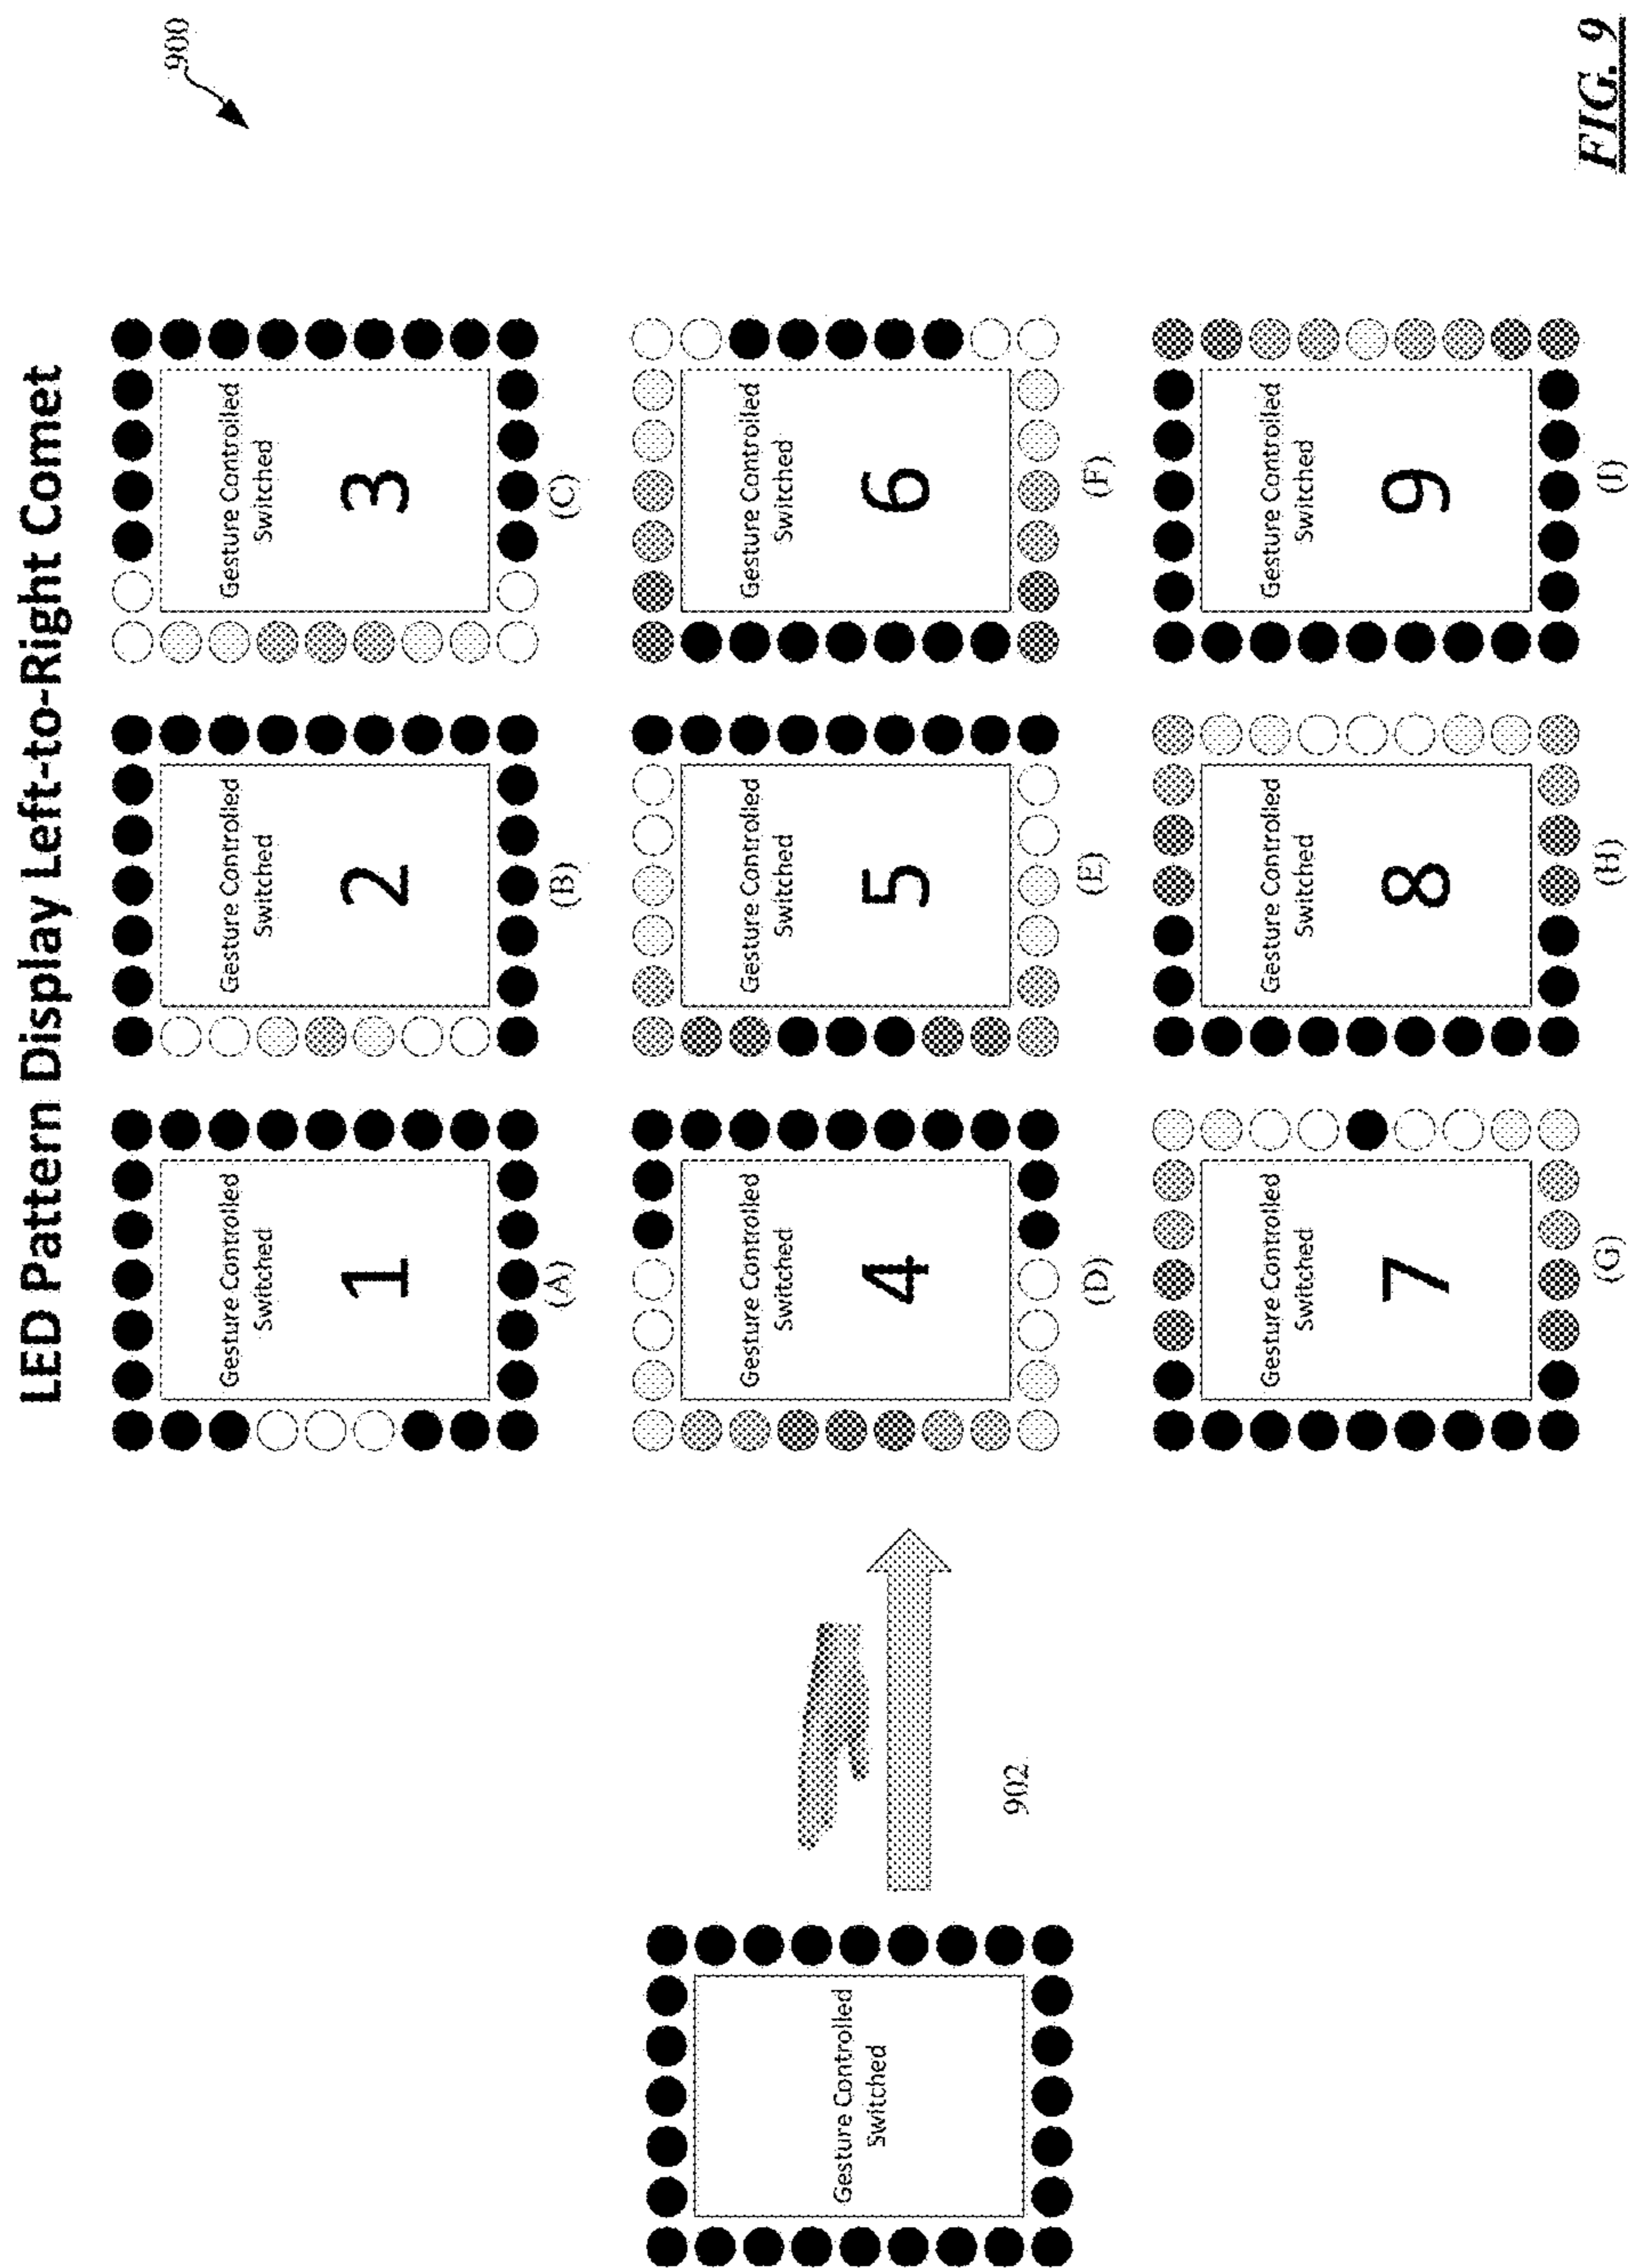 LED Pattern Display Left-to-Right Comet
900
Gesture Controlled
Switched
1
(A)
Gesture Controlled
Switched
2
(B)
Gesture Controlled
Switched
3
(C)
Gesture Controlled
Switched
902
Gesture Controlled
Switched
4
(D)
Gesture Controlled
Switched
5
(E)
Gesture Controlled
Switched
6
(F)
Gesture Controlled
Switched
7
(G)
Gesture Controlled
Switched
8
(H)
Gesture Controlled
Switched
9
(I)
FIG. 9